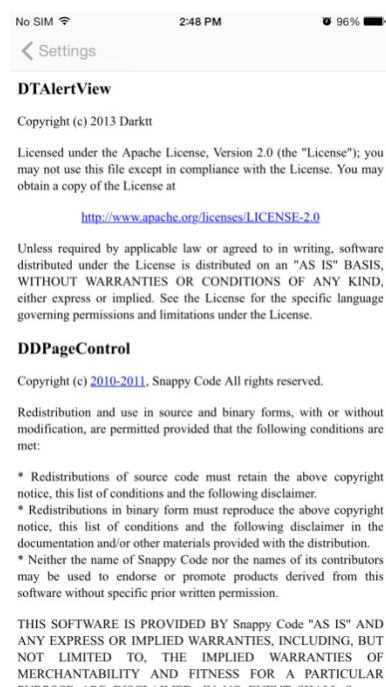 No SIM 2:48 PM 96%
Settings
DTAlertView
Copyright (c) 2013 Darktt
Licensed under the Apache License, Version 2.0 (the "License"); you
may not use this file except in compliance with the License. You may
obtain a copy of the License at
http://www.apache.org/licenses/LICENSE-2.0
Unless required by applicable law or agreed to in writing, software
distributed under the License is distributed on an "AS IS" BASIS,
WITHOUT WARRANTIES OR CONDITIONS OF ANY KIND,
either express or implied. See the License for the specific language
governing permissions and limitations under the License.
DDPageControl
Copyright (c) 2010-2011, Snappy Code All rights reserved.
Redistribution and use in source and binary forms, with or without
modification, are permitted provided that the following conditions are
met:
* Redistributions of source code must retain the above copyright
notice, this list of conditions and the following disclaimer.
* Redistributions in binary form must reproduce the above copyright
notice, this list of conditions and the following disclaimer in the
documentation and/or other materials provided with the distribution.
* Neither the name of Snappy Code nor the names of its contributors
may be used to endorse or promote products derived from this
software without specific prior written permission.
THIS SOFTWARE IS PROVIDED BY Snappy Code "AS IS" AND
ANY EXPRESS OR IMPLIED WARRANTIES, INCLUDING, BUT
NOT LIMITED TO, THE IMPLIED WARRANTIES OF
MERCHANTABILITY AND FITNESS FOR A PARTICULAR